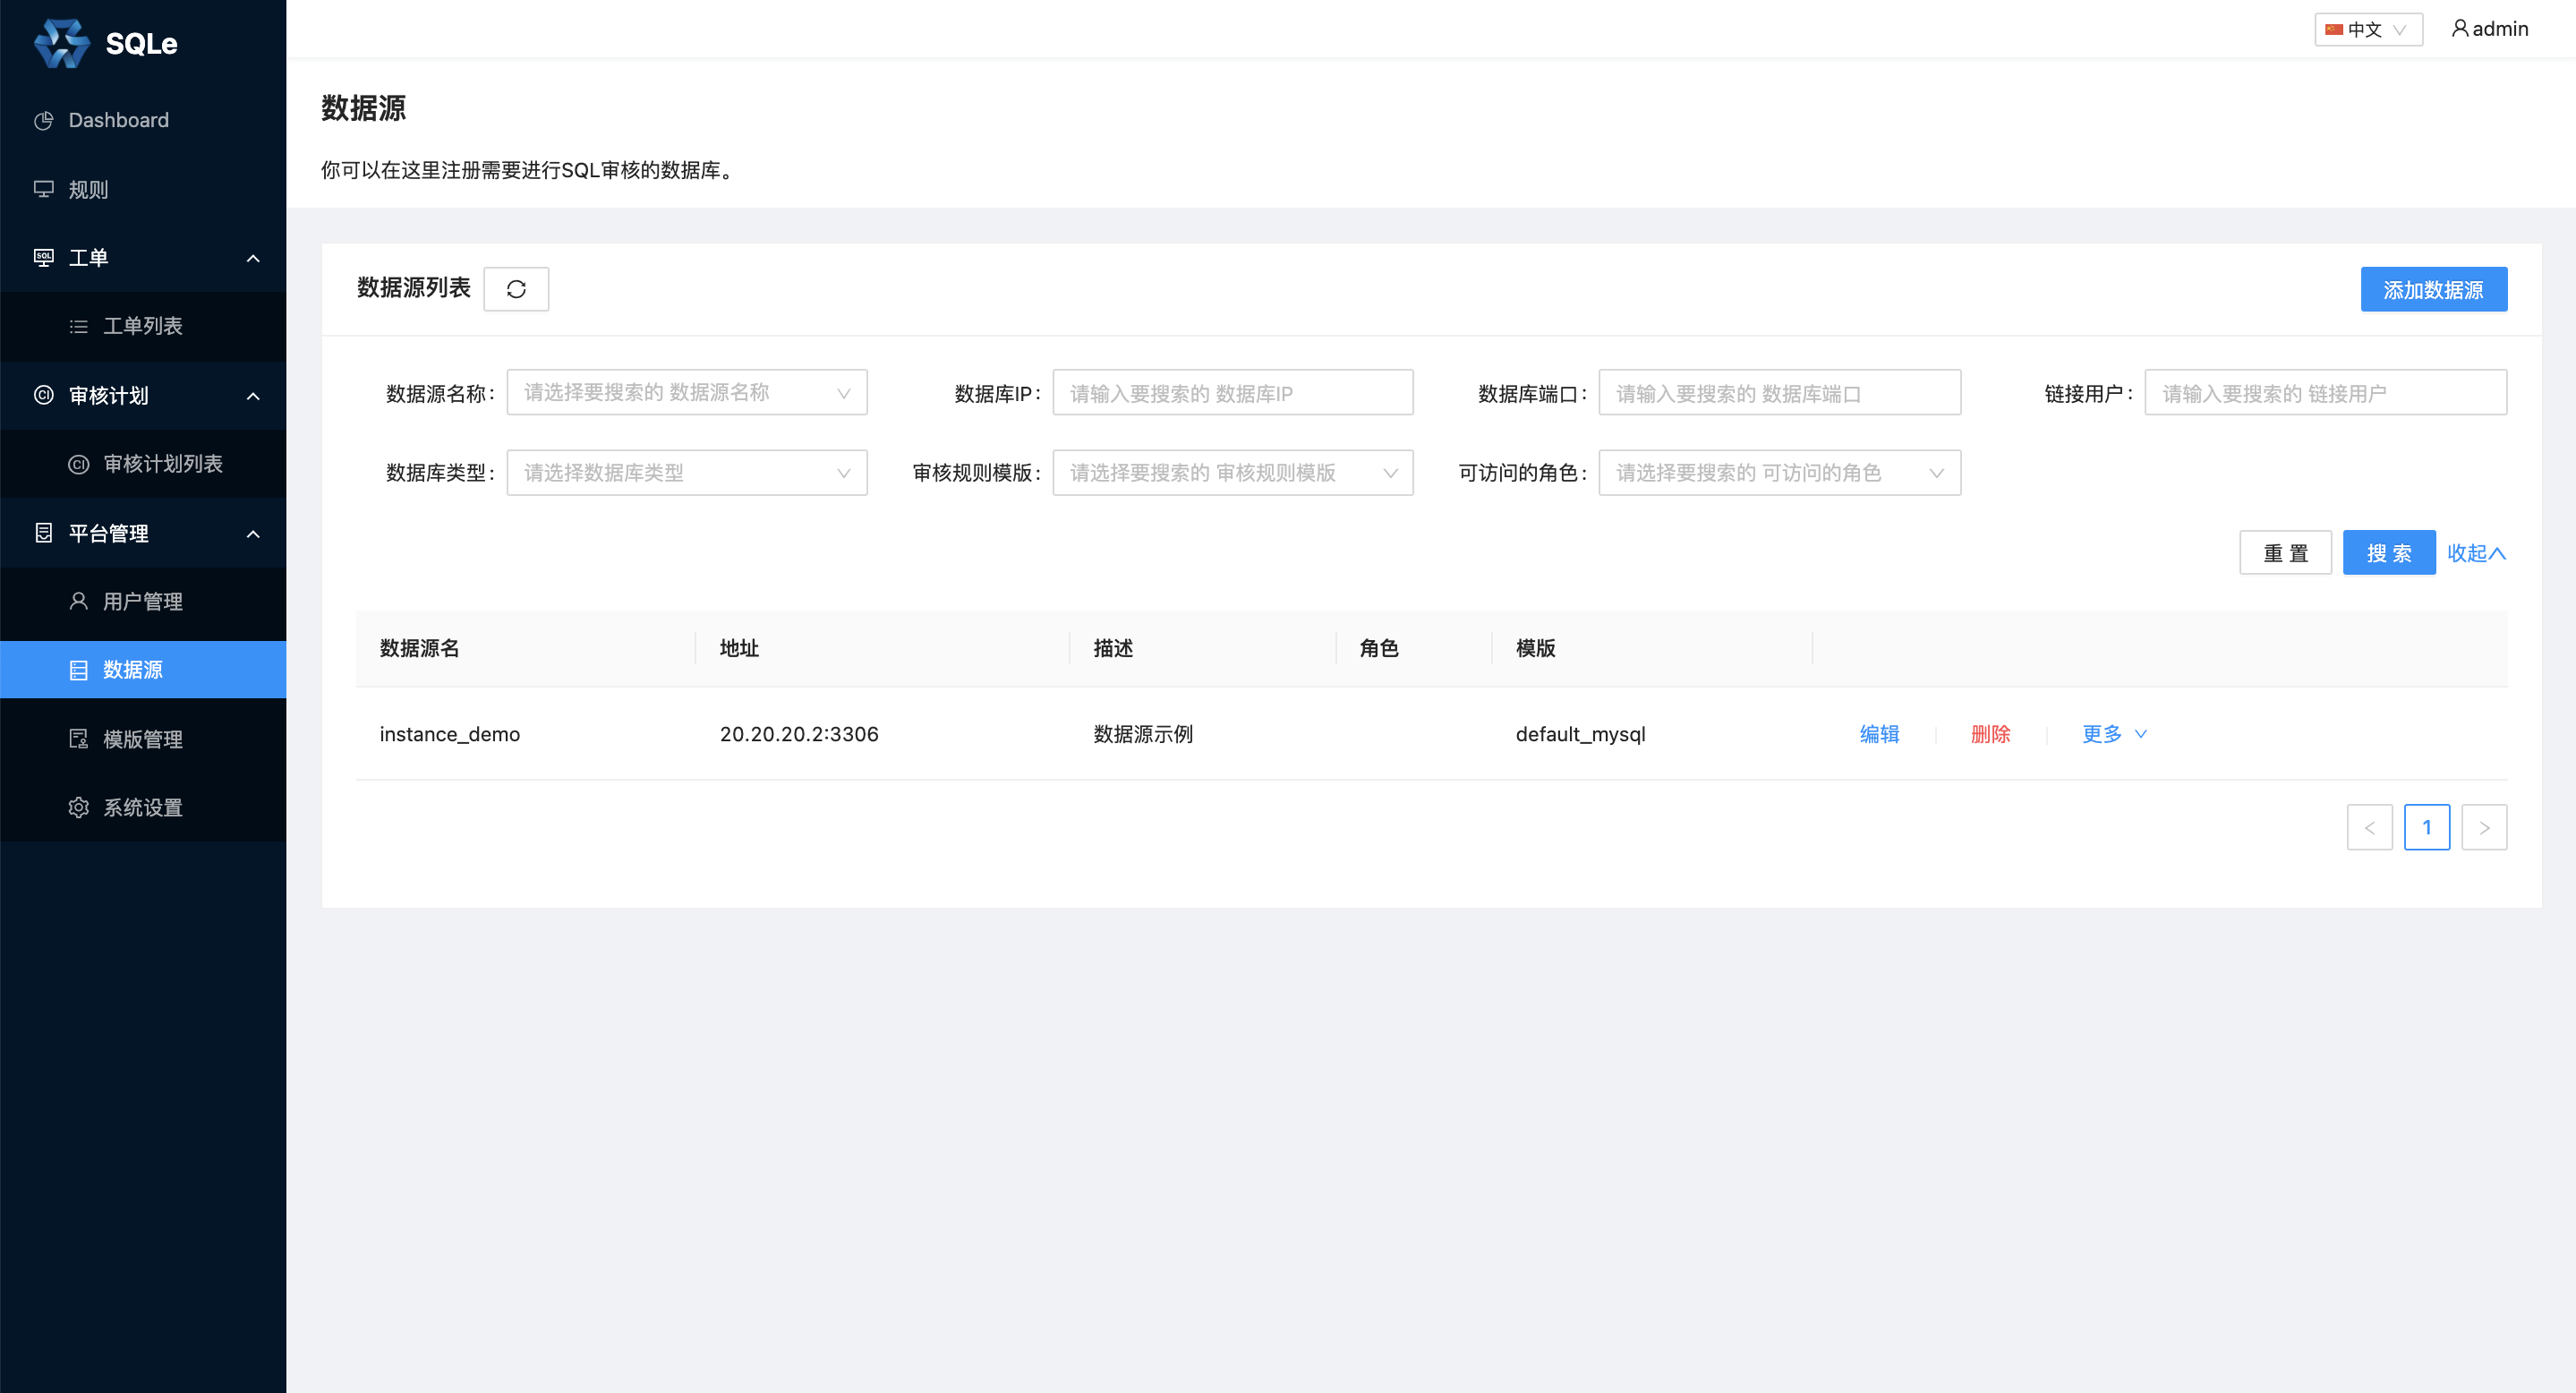 SQLe
中文
admin
Dashboard
规则
工单
工单列表
审核计划
审核计划列表
平台管理
用户管理
数据源
模版管理
系统设置
数据源
你可以在这里注册需要进行SQL审核的数据库。
数据源列表
添加数据源
数据源名称: 请选择要搜索的 数据源名称 数据库IP: 请输入要搜索的 数据库IP 数据库端口: 请输入要搜索的 数据库端口 链接用户: 请输入要搜索的 链接用户
数据库类型: 请选择数据库类型 审核规则模版: 请选择要搜索的 审核规则模版 可访问的角色: 请选择要搜索的 可访问的角色
重 置 搜 索 收起
数据源名 地址 描述 角色 模版
instance_demo 20.20.20.2:3306 数据源示例 default_mysql 编辑 删除 更多
< 1 >